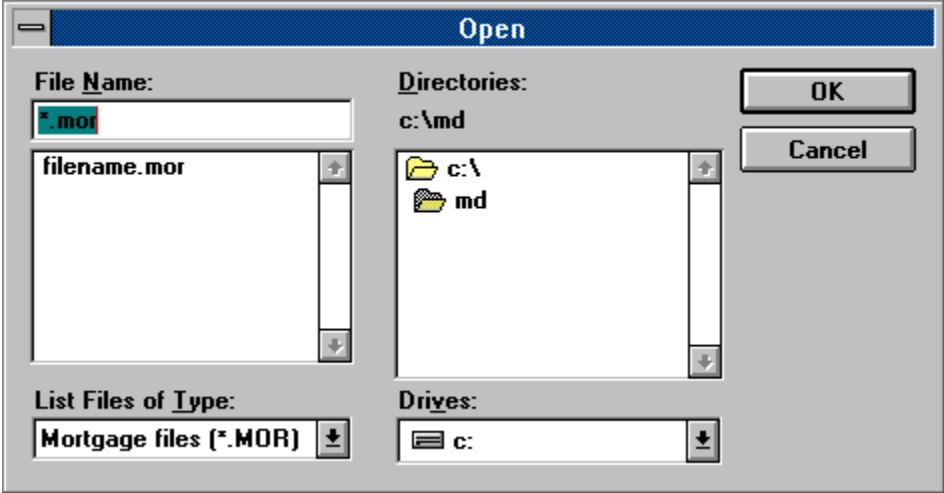 Open
File Name:
*.mor
filename.mor
List Files of Type:
Mortgage files (*.MOR)
Directories:
c:\md
c:\
md
Drives:
c:
OK
Cancel